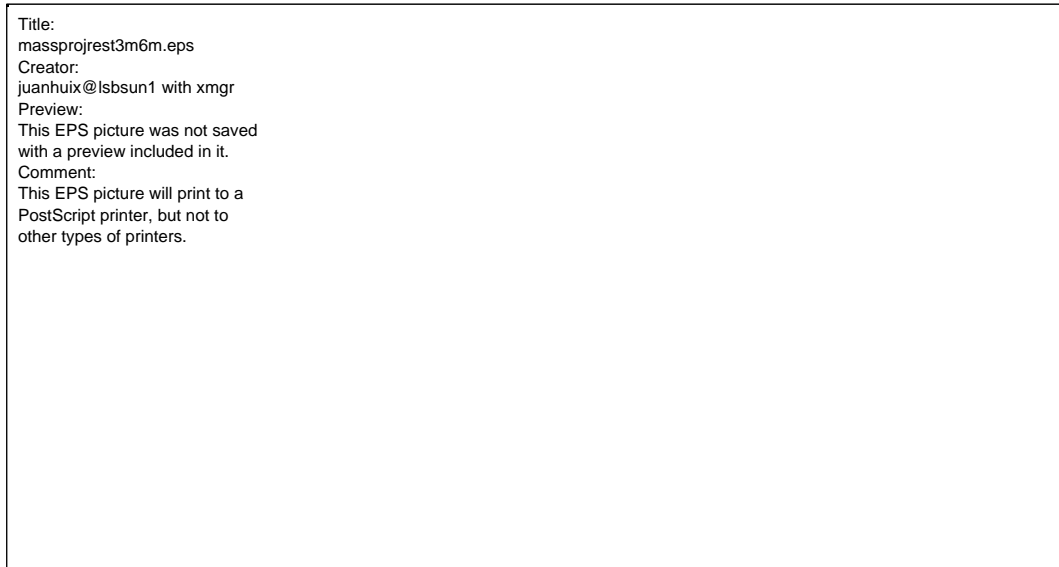 Title:
massprojrest3m6m.eps
Creator:
juanhuix@lsbsun1 with xmgr
Preview:
This EPS picture was not saved
with a preview included in it.
Comment:
This EPS picture will print to a
PostScript printer, but not to
other types of printers.